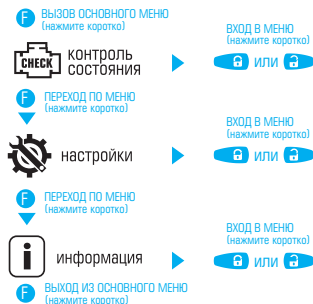 F ВЫЗОВ ОСНОВНОГО МЕНЮ
(нажмите коротко)
ВХОД В МЕНЮ
(нажмите коротко)
CHECK контроль
состояния
или
F ПЕРЕХОД ПО МЕНЮ
(нажмите коротко)
ВХОД В МЕНЮ
(нажмите коротко)
настройки
или
F ПЕРЕХОД ПО МЕНЮ
(нажмите коротко)
ВХОД В МЕНЮ
(нажмите коротко)
i информация
или
F ВЫХОД ИЗ ОСНОВНОГО МЕНЮ
(нажмите коротко)